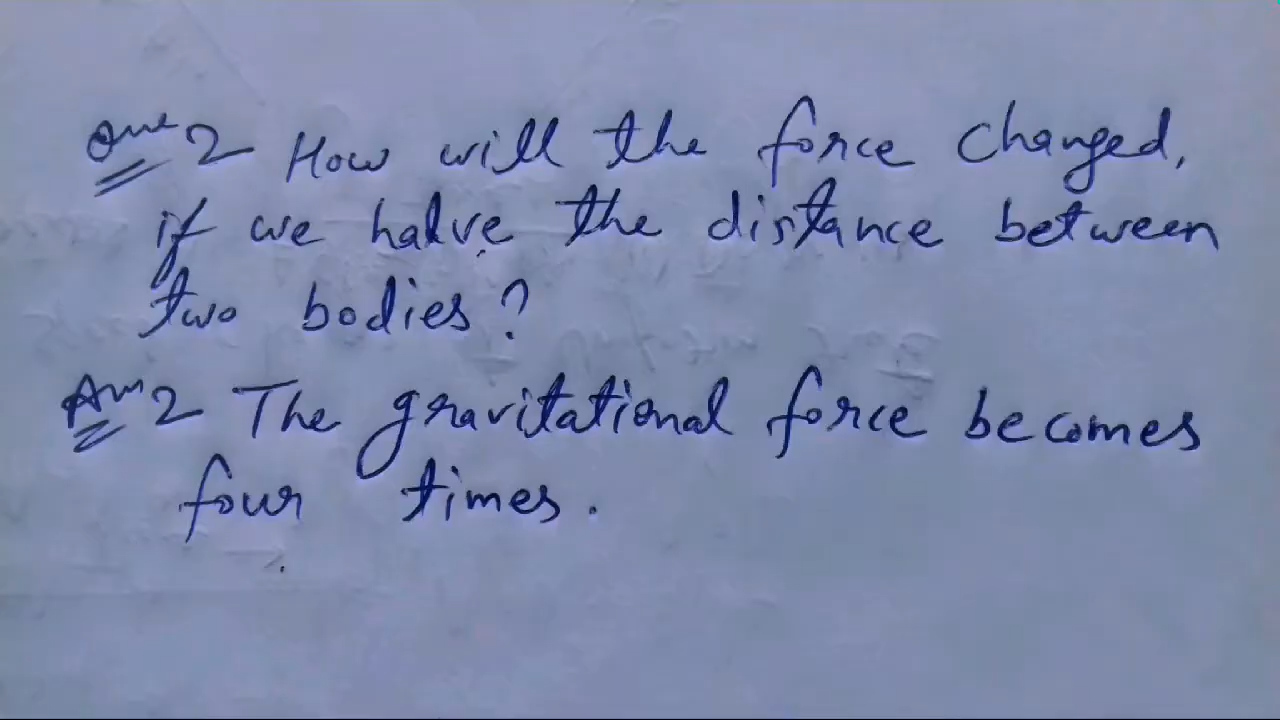 Que 2 How will the force changed,
if we halve the distance between
two bodies?
Ans 2 The gravitational force becomes
four times.